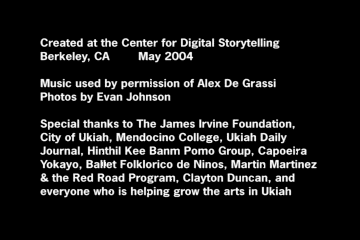 Created at the Center for Digital Storytelling
Berkeley, CA May 2004
Music used by permission of Alex De Grassi
Photos by Evan Johnson
Special thanks to The James Irvine Foundation,
City of Ukiah, Mendocino College, Ukiah Daily
Journal, Hinthil Kee Banm Pomo Group, Capoeira
Yokayo, Ballet Folklorico de Ninos, Martin Martinez
& the Red Road Program, Clayton Duncan, and
everyone who is helping grow the arts in Ukiah